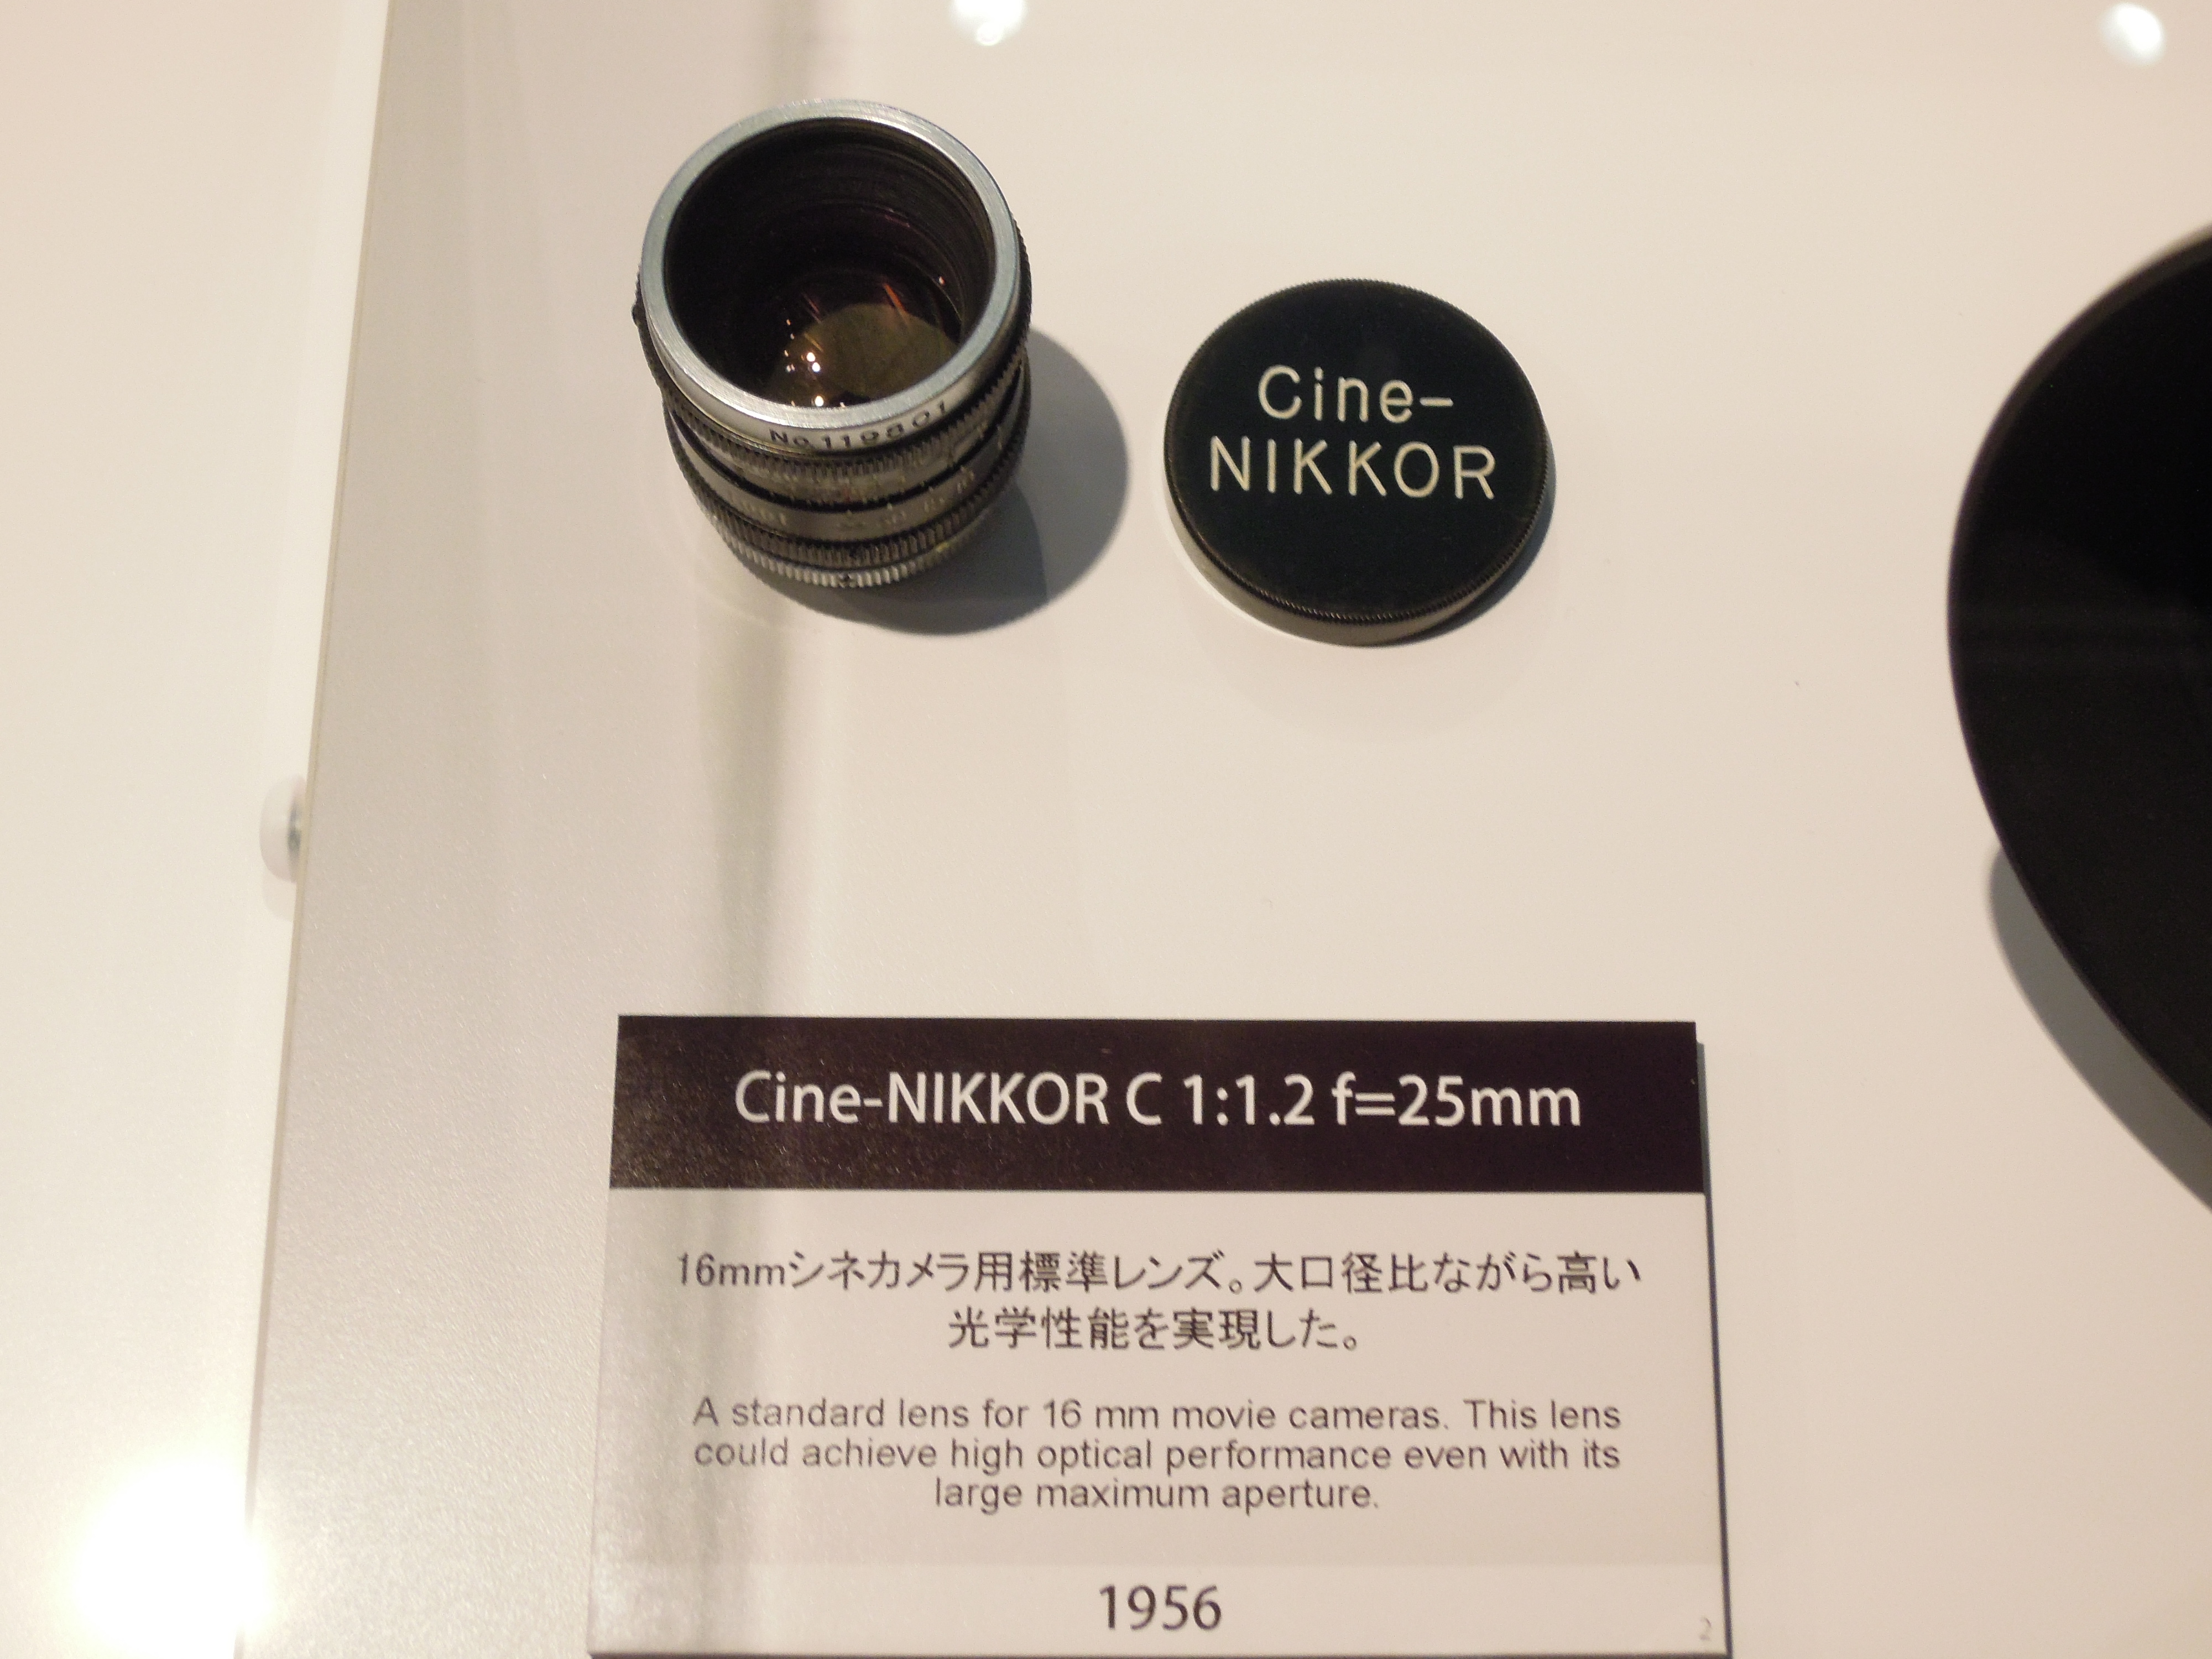 No.119801
Cine-
NIKKOR
Cine-NIKKOR C 1:1.2 f=25mm
16mmシネカメラ用標準レンズ。大口径比ながら高い
光学性能を実現した。
A standard lens for 16 mm movie cameras. This lens
could achieve high optical performance even with its
large maximum aperture.
1956
2